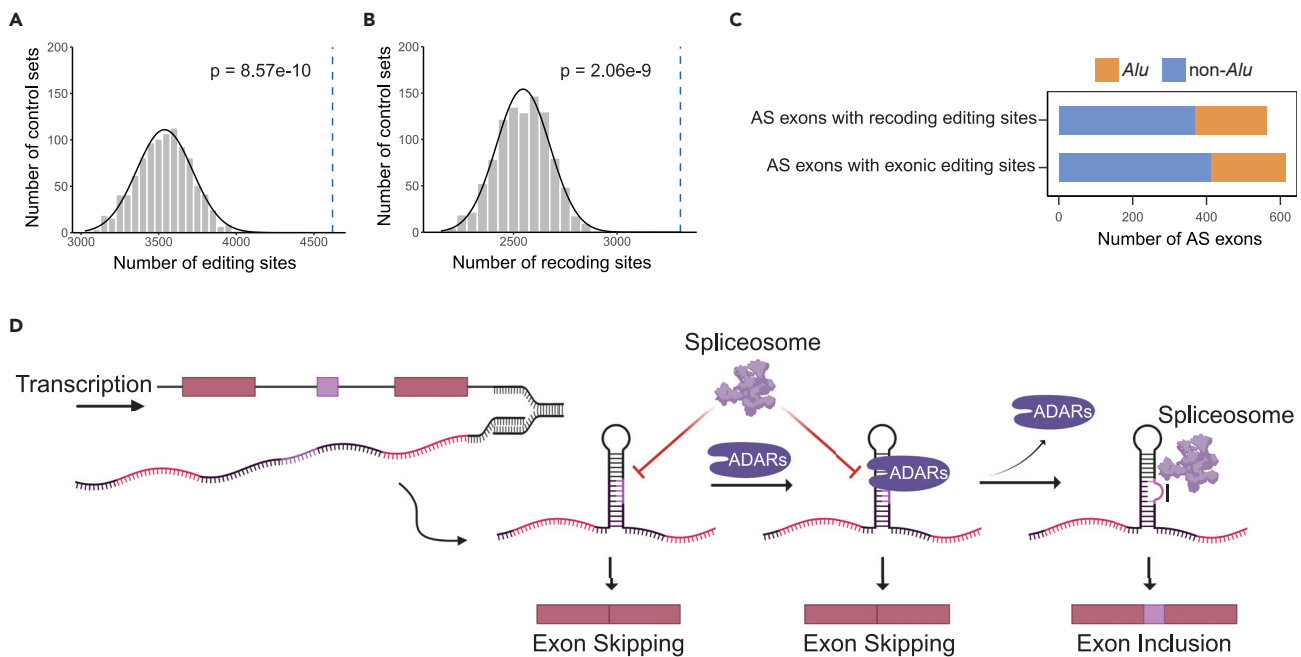 A
Number of control sets
200
150
100
50
0
p = 8.57e-10
3000 3500 4000 4500
Number of editing sites
B
Number of control sets
200
150
100
50
0
p = 2.06e-9
2500 3000
Number of recoding sites
C
Alu non-Alu
AS exons with recoding editing sites
AS exons with exonic editing sites
0 200 400 600
Number of AS exons
D
Transcription
Spliceosome
ADARs
ADARs
ADARs
Spliceosome
I
Exon Skipping
Exon Skipping
Exon Inclusion